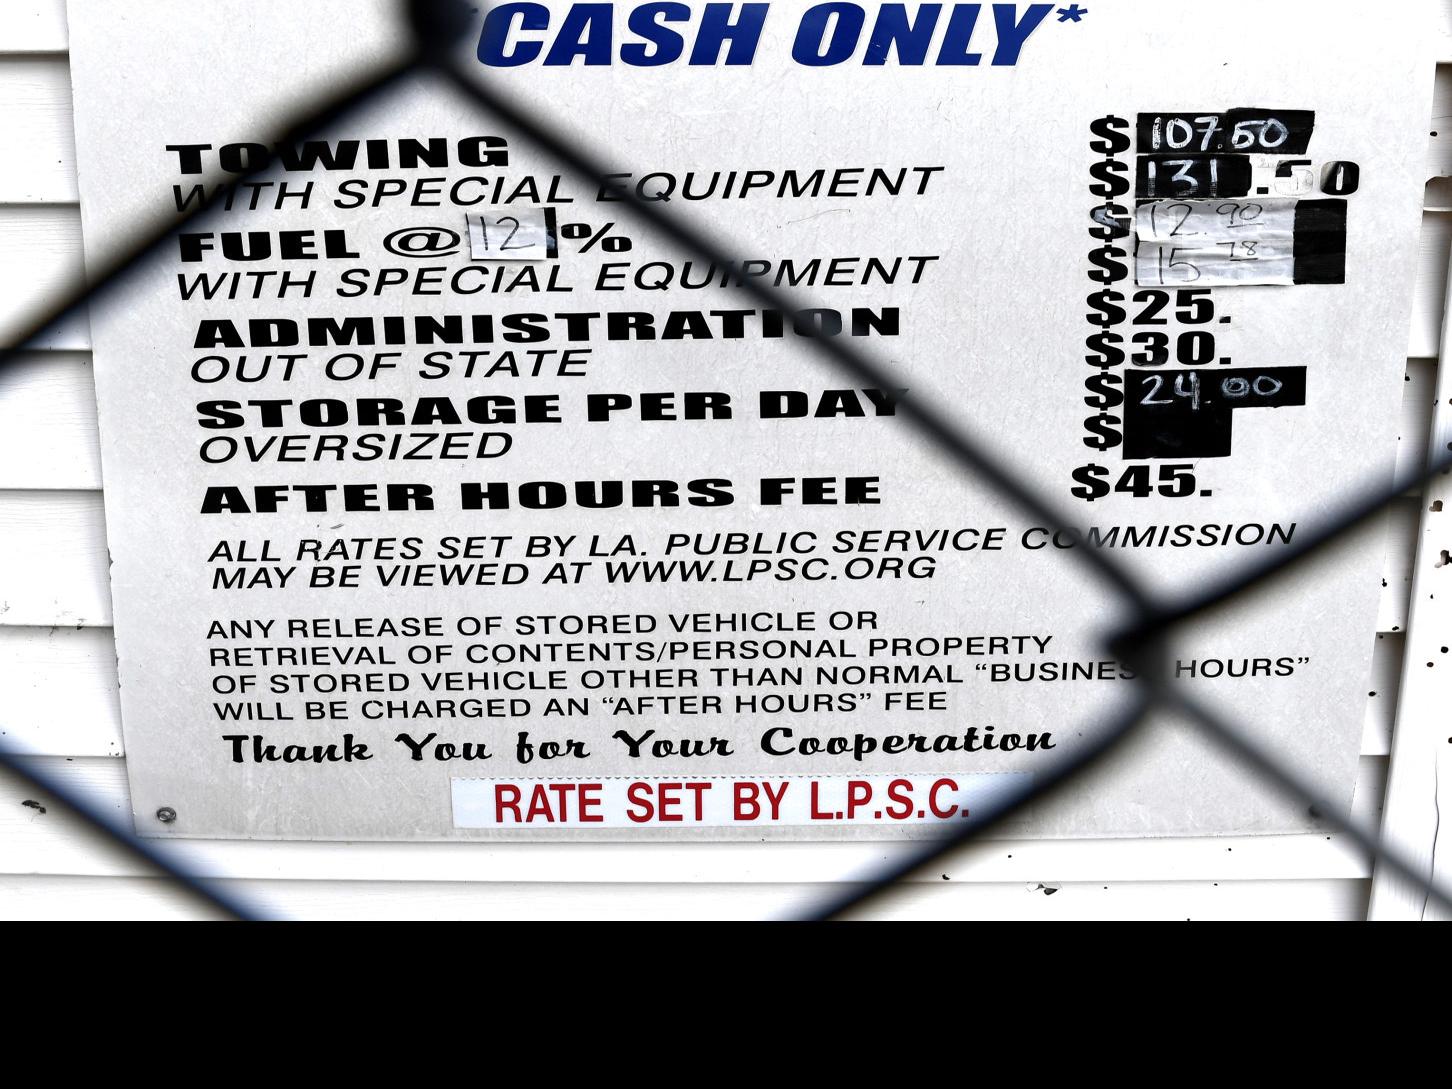 *CASH ONLY*
TOWING $107.50
WITH SPECIAL EQUIPMENT $131.50
FUEL @ 12% $12.90
WITH SPECIAL EQUIPMENT $15.78
ADMINISTRATION $25.
OUT OF STATE $30.
STORAGE PER DAY $24.00
OVERSIZED $
AFTER HOURS FEE $45.
ALL RATES SET BY LA. PUBLIC SERVICE COMMISSION
MAY BE VIEWED AT WWW.LPSC.ORG
ANY RELEASE OF STORED VEHICLE OR
RETRIEVAL OF CONTENTS/PERSONAL PROPERTY
OF STORED VEHICLE OTHER THAN NORMAL “BUSINESS HOURS”
WILL BE CHARGED AN “AFTER HOURS” FEE
Thank You for Your Cooperation
RATE SET BY L.P.S.C.